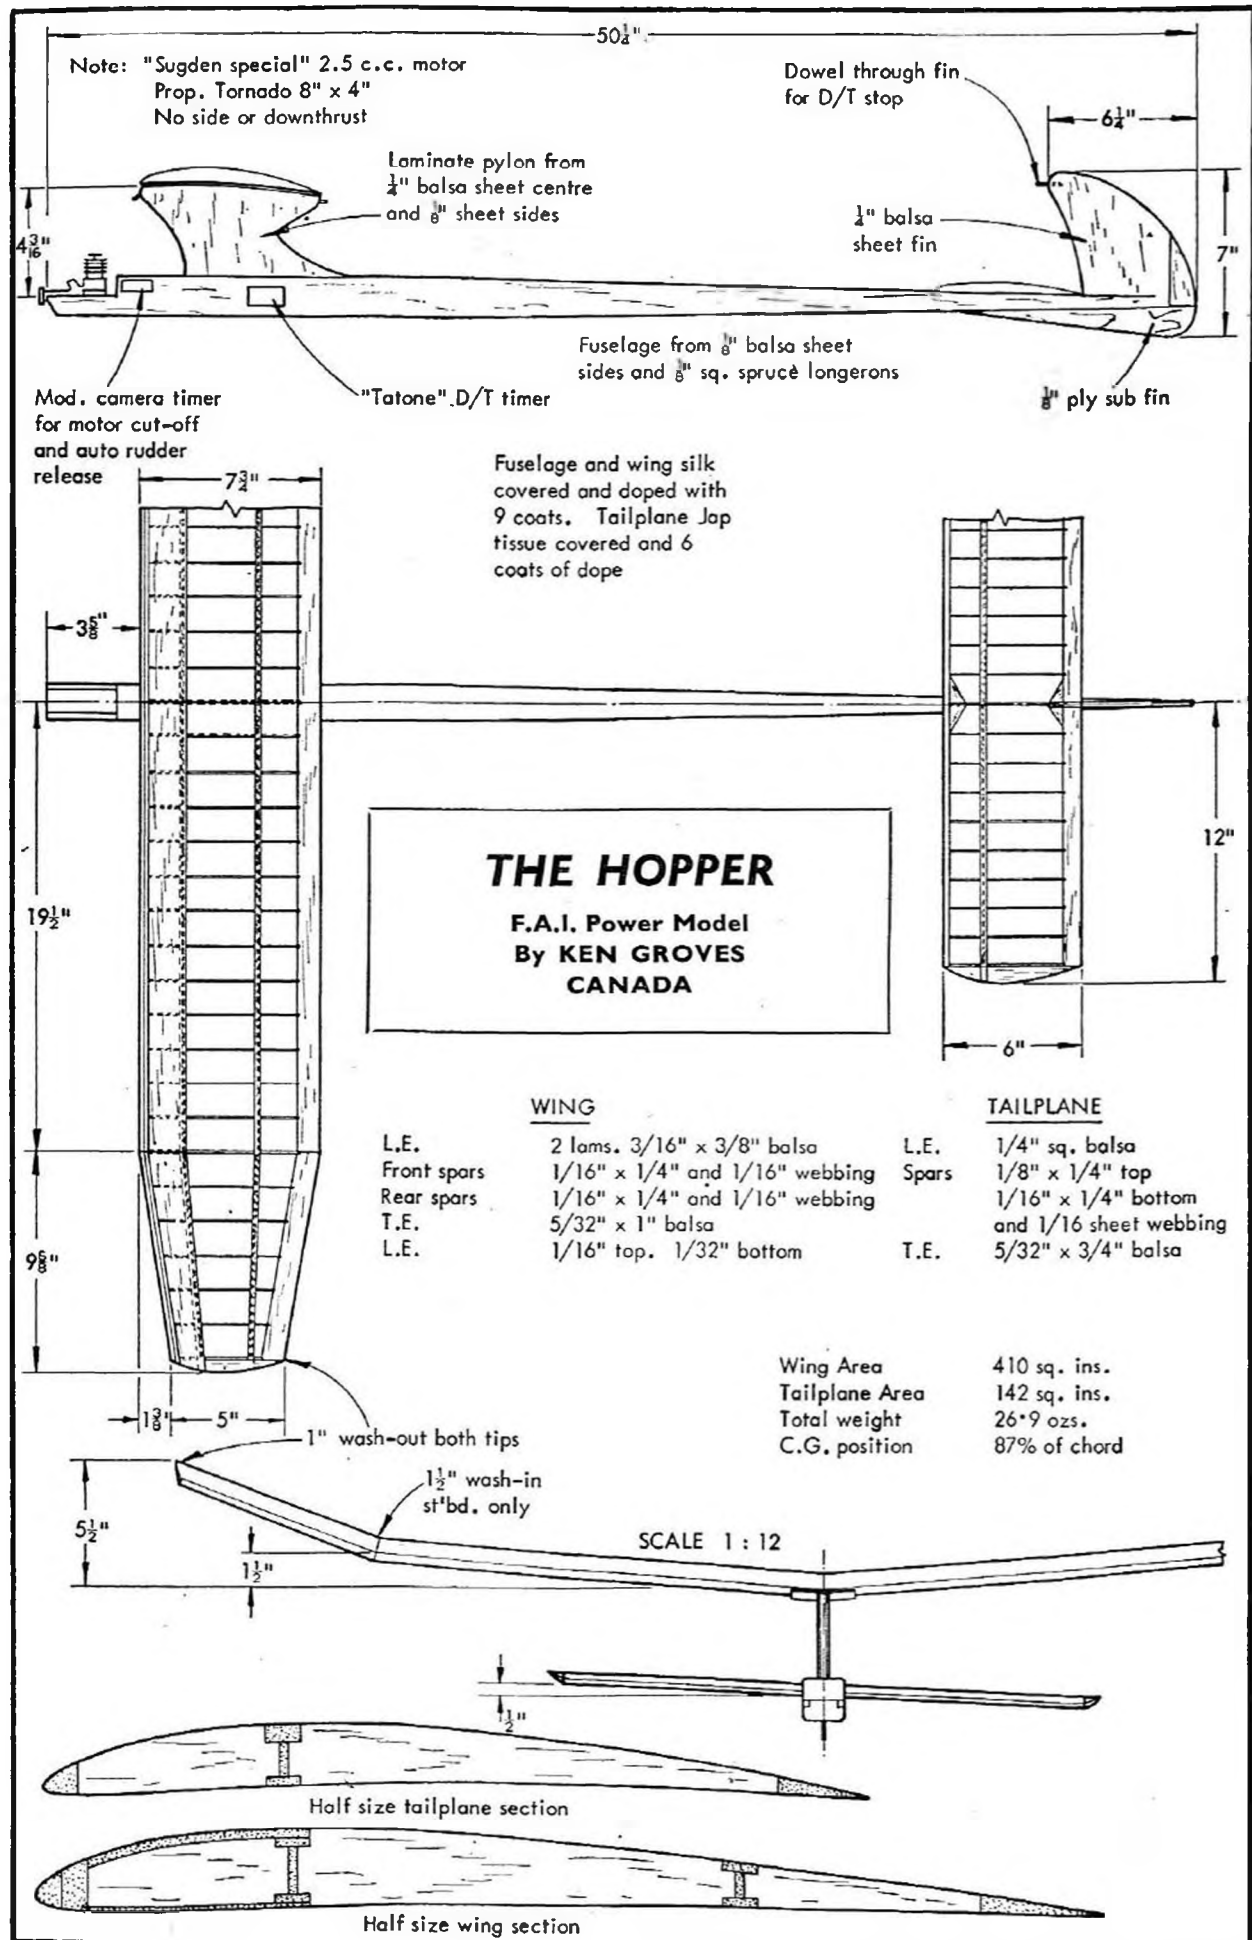 50¼"
Note: "Sugden special" 2.5 c.c. motor
Prop. Tornado 8" x 4"
No side or downthrust
Dowel through fin
for D/T stop
6¼"
Laminate pylon from
¼" balsa sheet centre
and ⅛" sheet sides
¼" balsa
sheet fin
4 3/16"
7"
Fuselage from ⅛" balsa sheet
sides and ⅛" sq. spruce longerons
Mod. camera timer
for motor cut-off
and auto rudder
release
"Tatone" D/T timer
⅛" ply sub fin
7¾"
Fuselage and wing silk
covered and doped with
9 coats. Tailplane Jap
tissue covered and 6
coats of dope
3⅝"
THE HOPPER
F.A.I. Power Model
By KEN GROVES
CANADA
12"
19½"
6"
WING
L.E. 2 lams. 3/16" x 3/8" balsa
Front spars 1/16" x 1/4" and 1/16" webbing
Rear spars 1/16" x 1/4" and 1/16" webbing
T.E. 5/32" x 1" balsa
L.E. 1/16" top. 1/32" bottom
TAILPLANE
L.E. 1/4" sq. balsa
Spars 1/8" x 1/4" top
1/16" x 1/4" bottom
and 1/16 sheet webbing
T.E. 5/32" x 3/4" balsa
Wing Area 410 sq. ins.
Tailplane Area 142 sq. ins.
Total weight 26·9 ozs.
C.G. position 87% of chord
1⅜"
5"
1" wash-out both tips
1½" wash-in
st'bd. only
5½"
1½"
SCALE 1 : 12
1½"
Half size tailplane section
Half size wing section